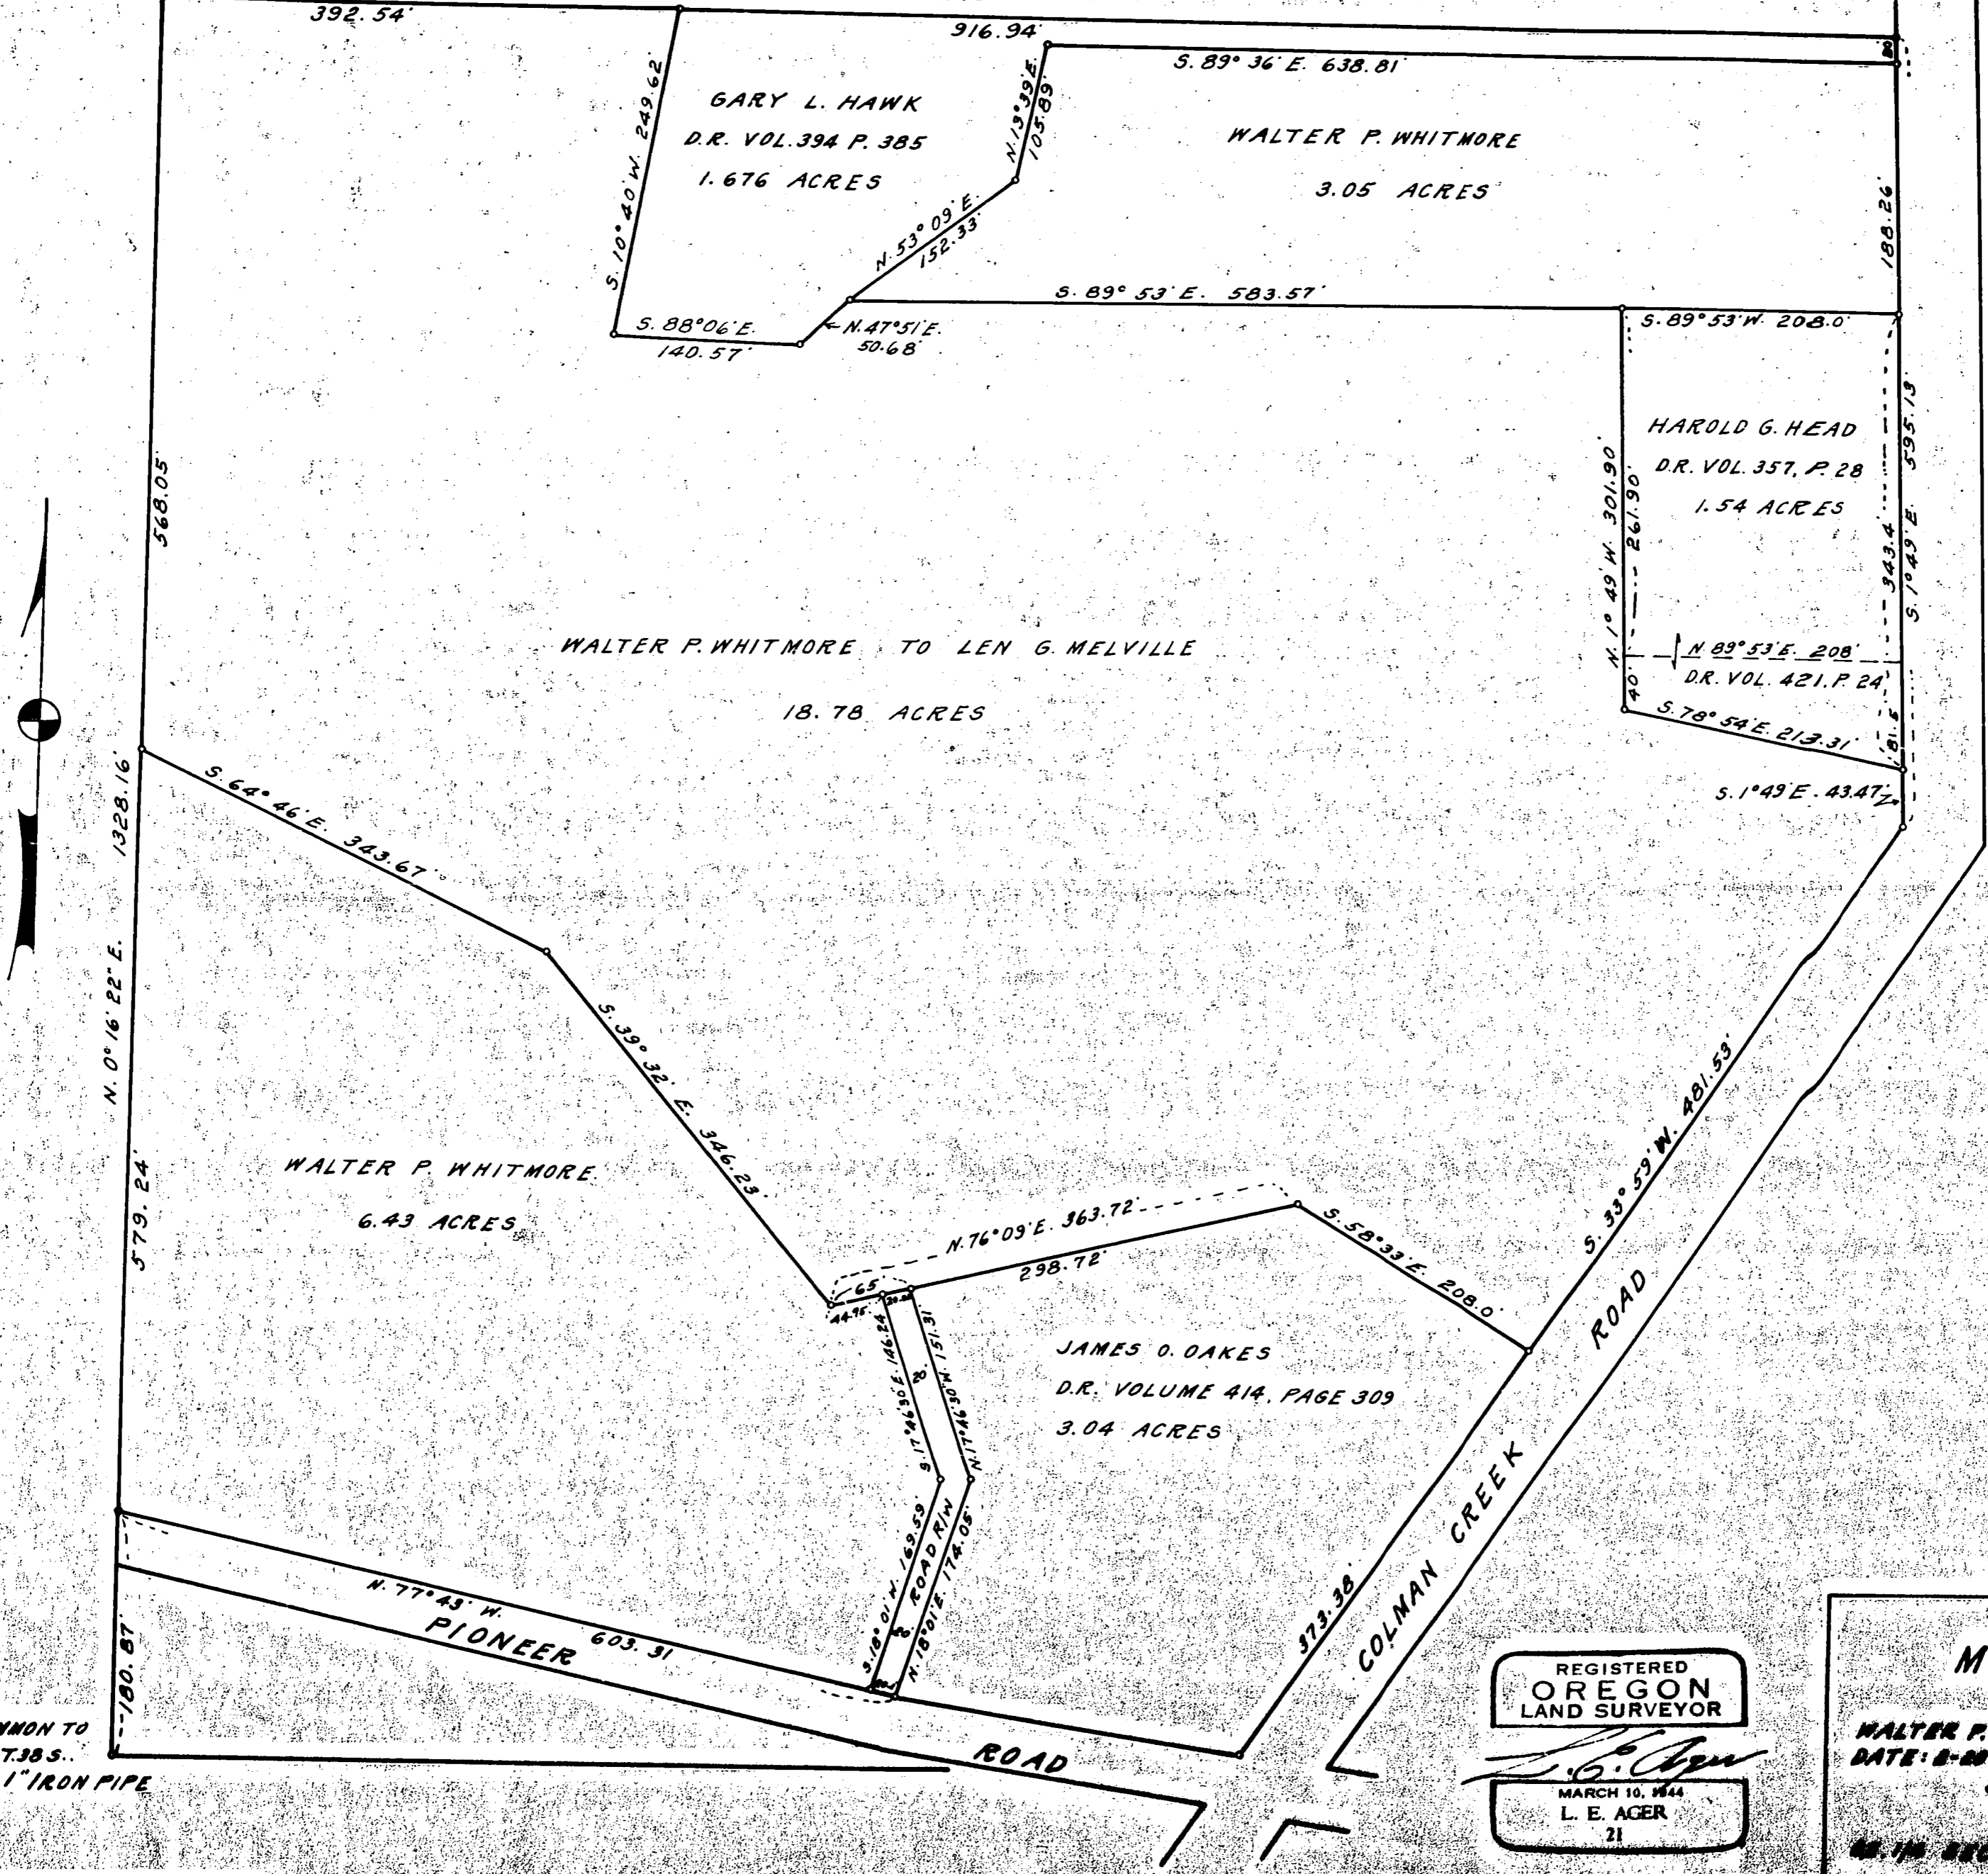 392.54'
916.94'
S. 89° 36' E. 638.81'
20
S. 10° 40' W. 249.62'
GARY L. HAWK
D.R. VOL. 394 P. 385
1.676 ACRES
N. 13° 39' E.
105.89'
WALTER P. WHITMORE
3.05 ACRES
188.26'
N. 53° 09' E.
152.33'
S. 88° 06' E.
140.57'
N. 47° 51' E.
50.68'
S. 89° 53' E. 583.57'
S. 89° 53' W. 208.0'
568.05'
HAROLD G. HEAD
D.R. VOL. 357, P. 28
1.54 ACRES
N. 1° 49' W. 301.90'
261.90'
343.4'
S. 1° 49' E. 595.13'
WALTER P. WHITMORE TO LEN G. MELVILLE
18.78 ACRES
N. 89° 53' E. 208'
D.R. VOL. 421, P. 24
40'
S. 78° 54' E. 213.31'
81.5'
S. 1° 49' E. 43.47'
S. 64° 46' E. 343.67'
N. 0° 16' 22" E. 1328.16'
S. 39° 32' E. 346.23'
S. 33° 59' W. 481.53'
WALTER P. WHITMORE
6.43 ACRES
579.24'
N. 76° 09' E. 363.72'
298.72'
65'
44.95'
S. 58° 33' E. 208.0'
JAMES O. OAKES
D.R. VOLUME 414, PAGE 309
3.04 ACRES
S. 17° 46' 30" E. 146.24'
20'
N. 17° 46' 30" W. 151.31'
S. 18° 01' W. 169.59'
ROAD R/W
N. 18° 01' E. 174.05'
373.38'
COLMAN CREEK ROAD
N. 77° 43' W. 603.31
PIONEER ROAD
180.87'
T.38 S..
1" IRON PIPE
REGISTERED
OREGON
LAND SURVEYOR
L. E. Ager
MARCH 10, 1944
L. E. AGER
21
M
WALTER P.
DATE: